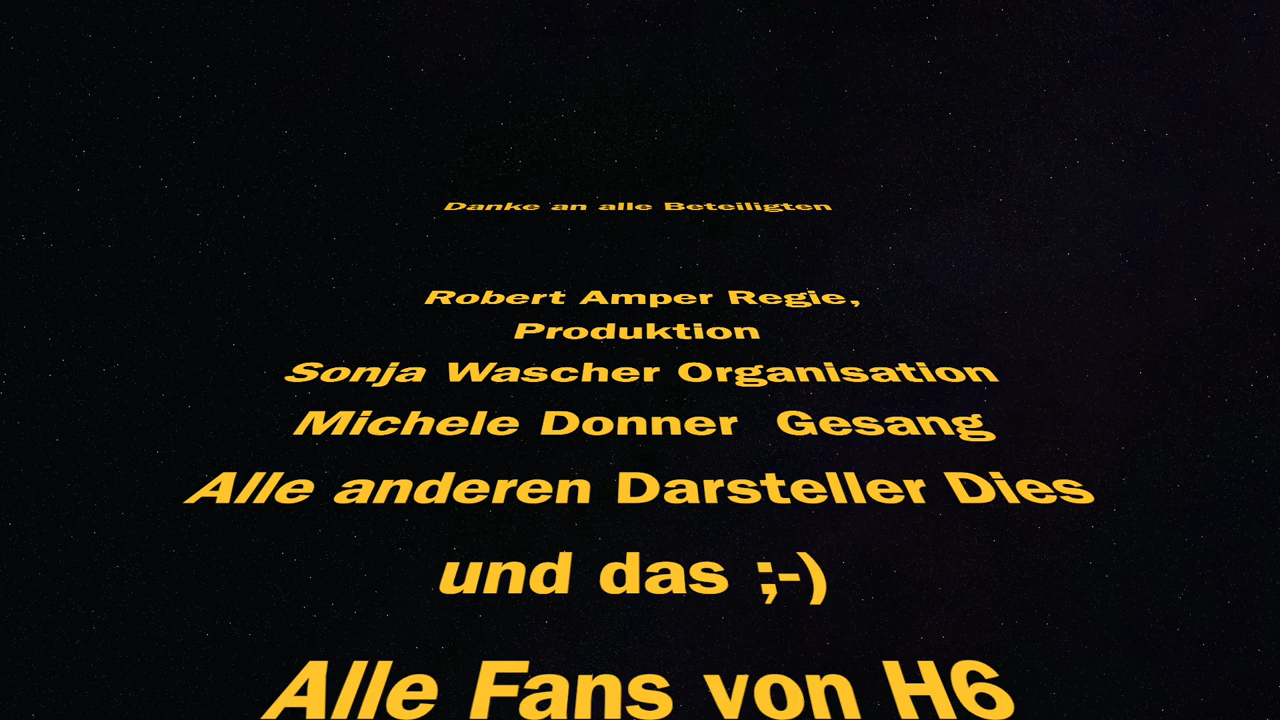 Danke an alle Beteiligten
Robert Amper Regie,
Produktion
Sonja Wascher Organisation
Michele Donner Gesang
Alle anderen Darsteller Dies
und das ;-)
Alle Fans von H6